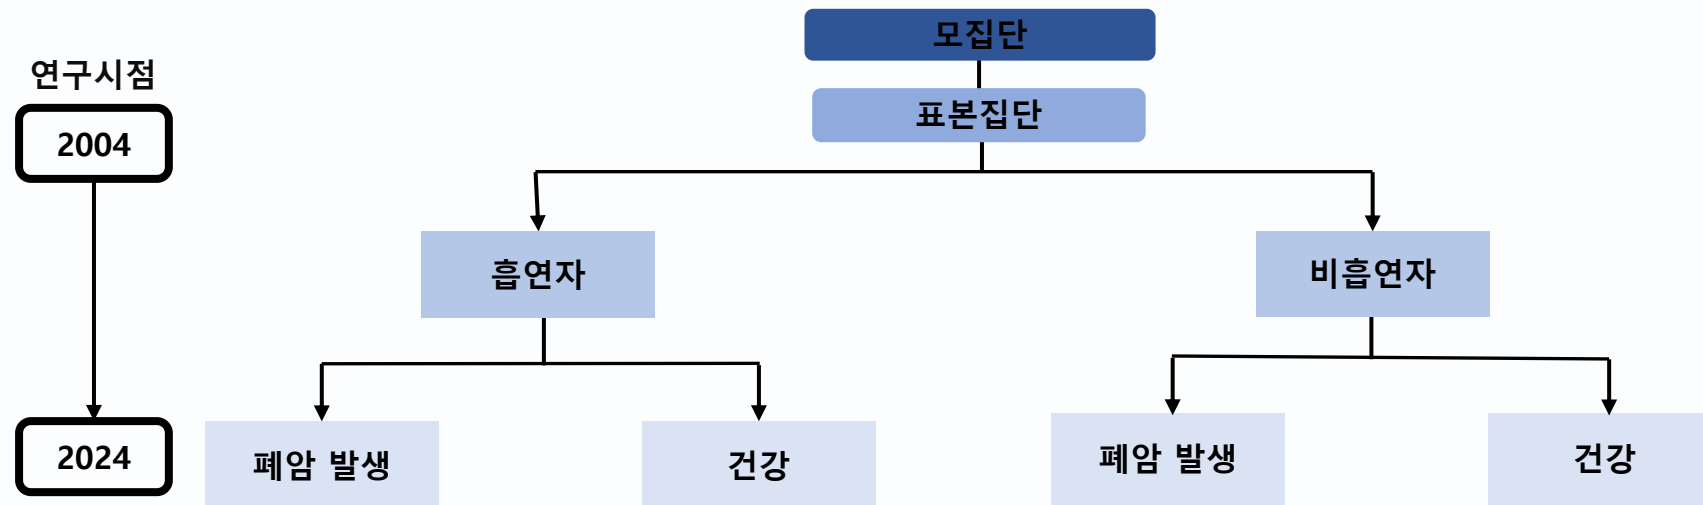 모집단
연구시점
표본집단
2004
흡연자
비흡연자
2024
폐암 발생
건강
폐암 발생
건강